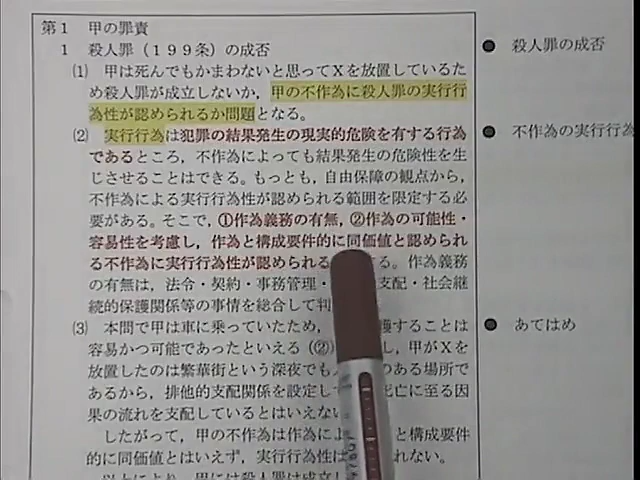 第1 甲の罪責
1 殺人罪（199条）の成否
⑴ 甲は死んでもかまわないと思ってXを放置しているた
め殺人罪が成立しないか，甲の不作為に殺人罪の実行行
為性が認められるか問題となる。
⑵ 実行行為は犯罪の結果発生の現実的危険を有する行為
であるところ，不作為によっても結果発生の危険性を生
じさせることはできる。もっとも，自由保障の観点から，
不作為による実行行為性が認められる範囲を限定する必
要がある。そこで，①作為義務の有無，②作為の可能性・
容易性を考慮し，作為と構成要件的に同価値と認められ
る不作為に実行行為性が認められる る。作為義務
の有無は，法令・契約・事務管理・ 支配・社会継
続的保護関係等の事情を総合して判
⑶ 本問で甲は車に乗っていたため， 護することは
容易かつ可能であったといえる（②） し，甲がXを
放置したのは繁華街という深夜でも のある場所で
あるから，排他的支配関係を設定し 死亡に至る因
果の流れを支配しているとはいえな
したがって，甲の不作為は作為に と構成要件
的に同価値とはいえず，実行行為性は れない。
殺人罪の成否
不作為の実行行為
あてはめ